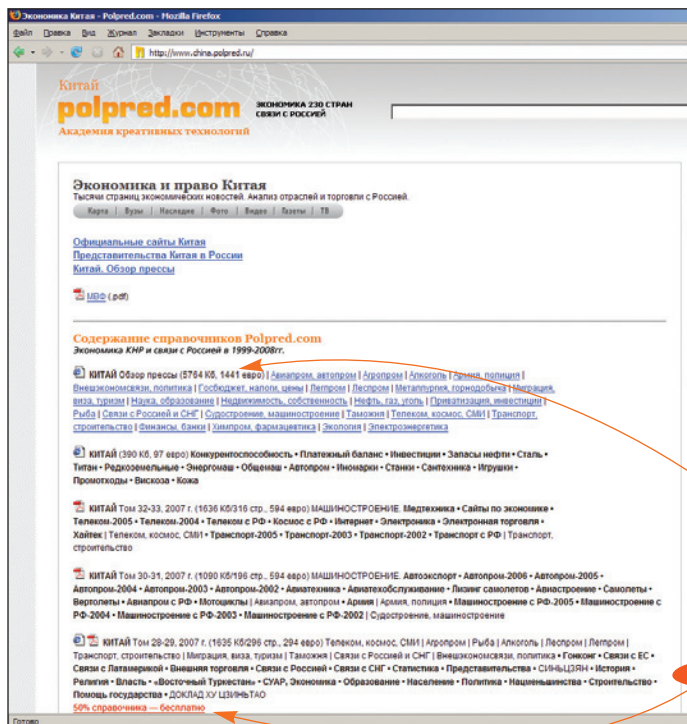 Экономика Китая - Polpred.com - Mozilla Firefox
Файл Правка Вид Журнал Закладки Инструменты Справка
http://www.china.polpred.ru/
Китай
polpred.com
ЭКОНОМИКА 230 СТРАН
СВЯЗИ С РОССИЕЙ
Академия креативных технологий
Экономика и право Китая
Тысячи страниц экономических новостей. Анализ отраслей и торговли с Россией.
Карта | Вузы | Наследие | Фото | Видео | Газеты | ТВ
Официальные сайты Китая
Представительства Китая в России
Китай. Обзор прессы
МВФ (.pdf)
Содержание справочников Polpred.com
Экономика КНР и связи с Россией в 1999-2008гг.
КИТАЙ Обзор прессы (5764 Кб, 1441 евро) | Авиапром, автопром | Агропром | Алкоголь | Армия, полиция |
Внешэкономсвязи, политика | Госбюджет, налоги, цены | Легпром | Леспром | Металлургия, горнодобыча | Миграция,
виза, туризм | Наука, образование | Недвижимость, собственность | Нефть, газ, уголь | Приватизация, инвестиции |
Рыба | Связи с Россией и СНГ | Судостроение, машиностроение | Таможня | Телеком, космос, СМИ | Транспорт,
строительство | Финансы, банки | Химпром, фармацевтика | Экология | Электроэнергетика
КИТАЙ (390 Кб, 97 евро) Конкурентоспособность • Платежный баланс • Инвестиции • Запасы нефти • Сталь •
Титан • Редкоземельные • Энергомаш • Общемаш • Автопром • Иномарки • Станки • Сантехника • Игрушки •
Промотходы • Вискоза • Кожа
КИТАЙ Том 32-33, 2007 г. (1636 Кб/316 стр., 594 евро) МАШИНОСТРОЕНИЕ. Медтехника • Сайты по экономике •
Телеком-2005 • Телеком-2004 • Телеком с РФ • Космос с РФ • Интернет • Электроника • Электронная торговля •
Хайтек | Телеком, космос, СМИ • Транспорт-2005 • Транспорт-2003 • Транспорт-2002 • Транспорт с РФ | Транспорт,
строительство
КИТАЙ Том 30-31, 2007 г. (1090 Кб/196 стр., 594 евро) МАШИНОСТРОЕНИЕ. Автоэкспорт • Автопром-2006 • Автопром-2005 •
Автопром-2004 • Автопром-2003 • Автопром-2002 • Авиатехника • Авиатехобслуживание • Лизинг самолетов • Авиастроение • Самолеты •
Вертолеты • Авиапром с РФ • Мотоциклы | Авиапром, автопром • Армия | Армия, полиция • Машиностроение с РФ-2005 • Машиностроение с
РФ-2004 • Машиностроение с РФ-2003 • Машиностроение с РФ-2002 | Судостроение, машиностроение
КИТАЙ Том 28-29, 2007 г. (1635 Кб/296 стр., 294 евро) Телеком, космос, СМИ | Агропром | Рыба | Алкоголь | Леспром | Легпром |
Транспорт, строительство | Миграция, виза, туризм | Таможня | Связи с Россией и СНГ | Внешэкономсвязи, политика • Гонконг • Связи с ЕС •
Связи с Латамерикой • Внешняя торговля • Связи с Россией • Связи с СНГ • Статистика • Представительства • СИНЬЦЗЯН • История •
Религия • Власть • «Восточный Туркестан» • СУАР, Экономика • Образование • Население • Политика • Нацменьшинства • Строительство •
Помощь государства • ДОКЛАД ХУ ЦЗИНЬТАО
50% справочника — бесплатно
Готово